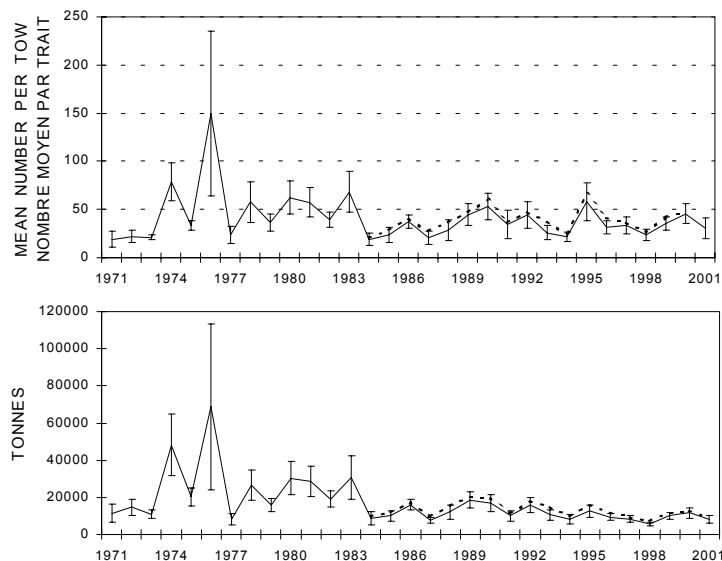 MEAN NUMBER PER TOW
NOMBRE MOYEN PAR TRAIT
250
200
150
100
50
0
1971 1974 1977 1980 1983 1986 1989 1992 1995 1998 2001
TONNES
120000
100000
80000
60000
40000
20000
0
1971 1974 1977 1980 1983 1986 1989 1992 1995 1998 2001